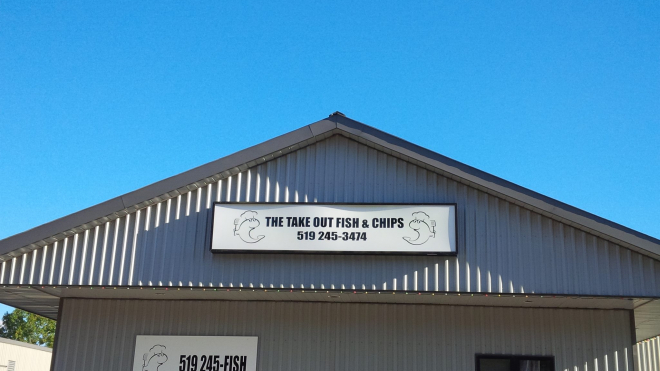 THE TAKE OUT FISH & CHIPS
519 245-3474
519 245-FISH